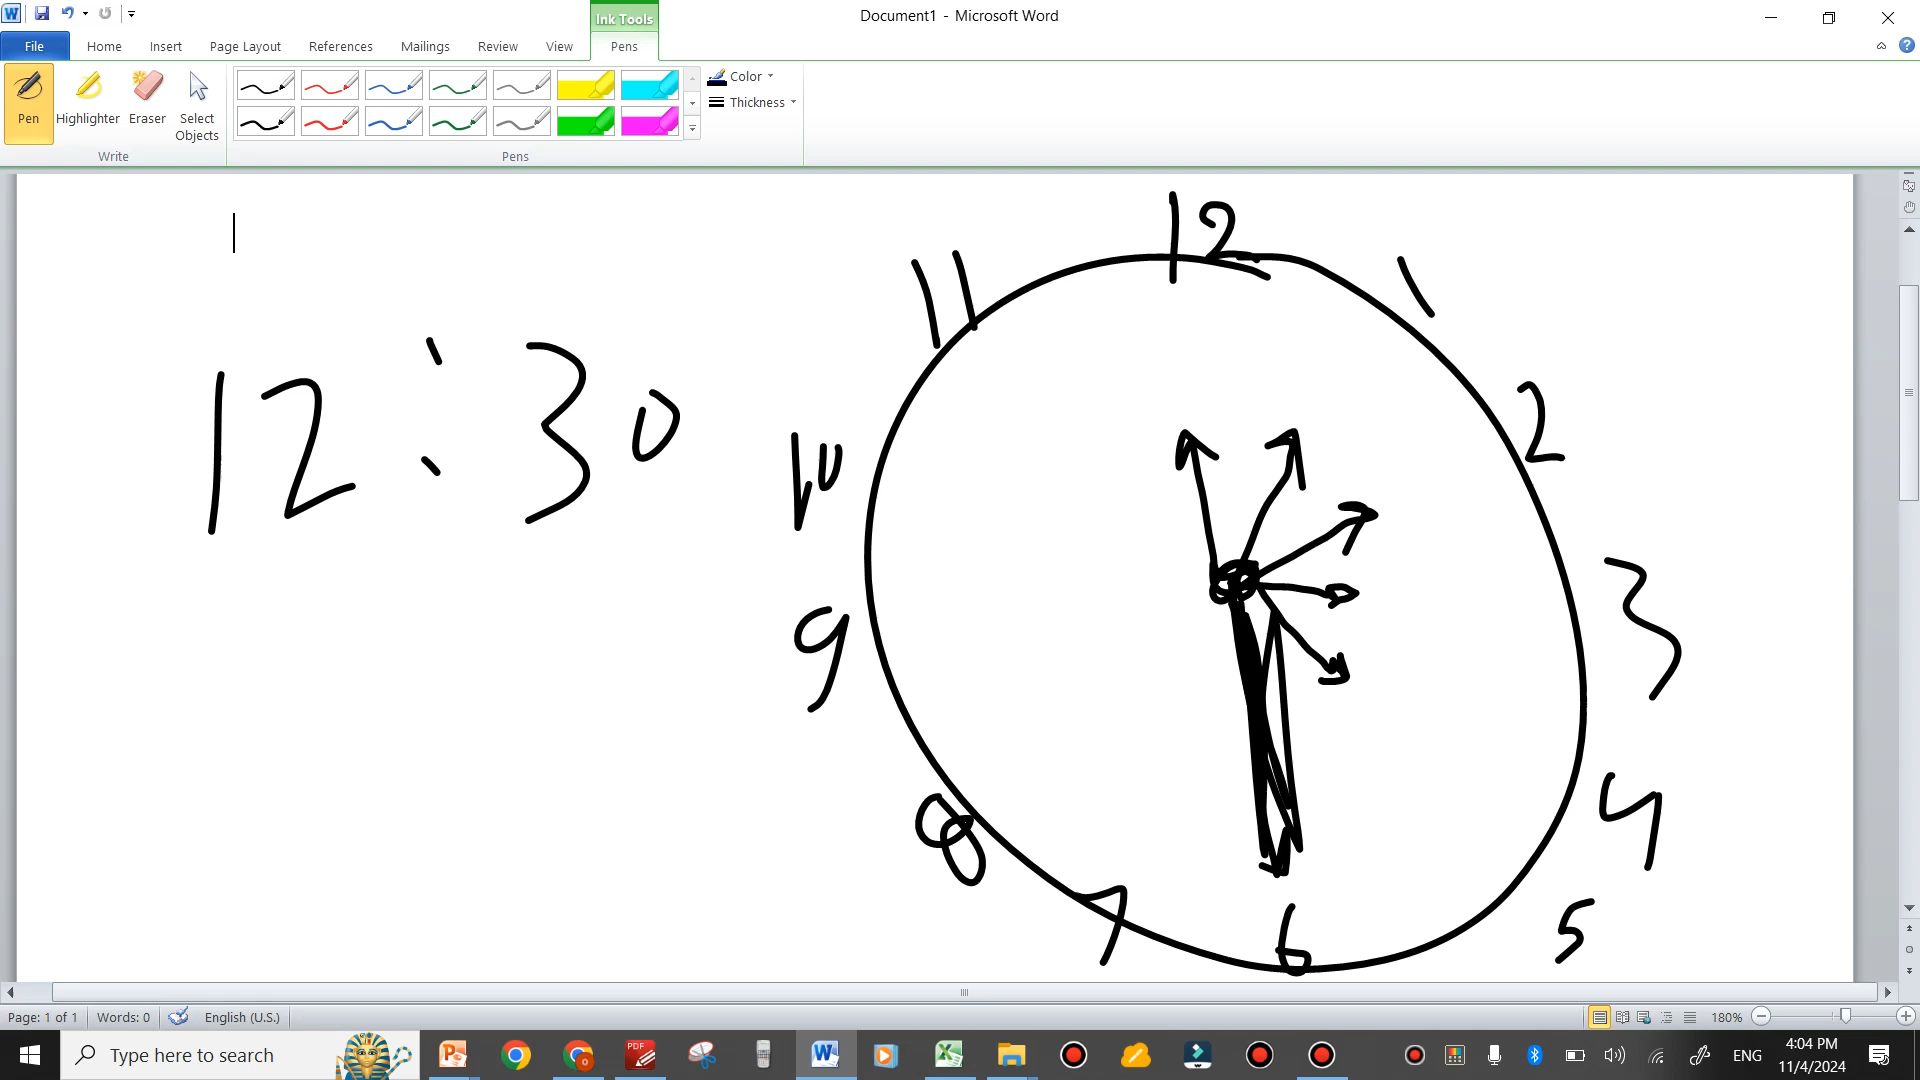 Document1 - Microsoft Word
Ink Tools
File Home Insert Page Layout References Mailings Review View Pens
Pen Highlighter Eraser Select Objects
Color
Thickness
Write Pens
12
11 1
12:30
2
10
3
9
4
8
5
7
6
Page: 1 of 1 Words: 0 English (U.S.) 180%
Type here to search
PDF
ENG
4:04 PM
11/4/2024